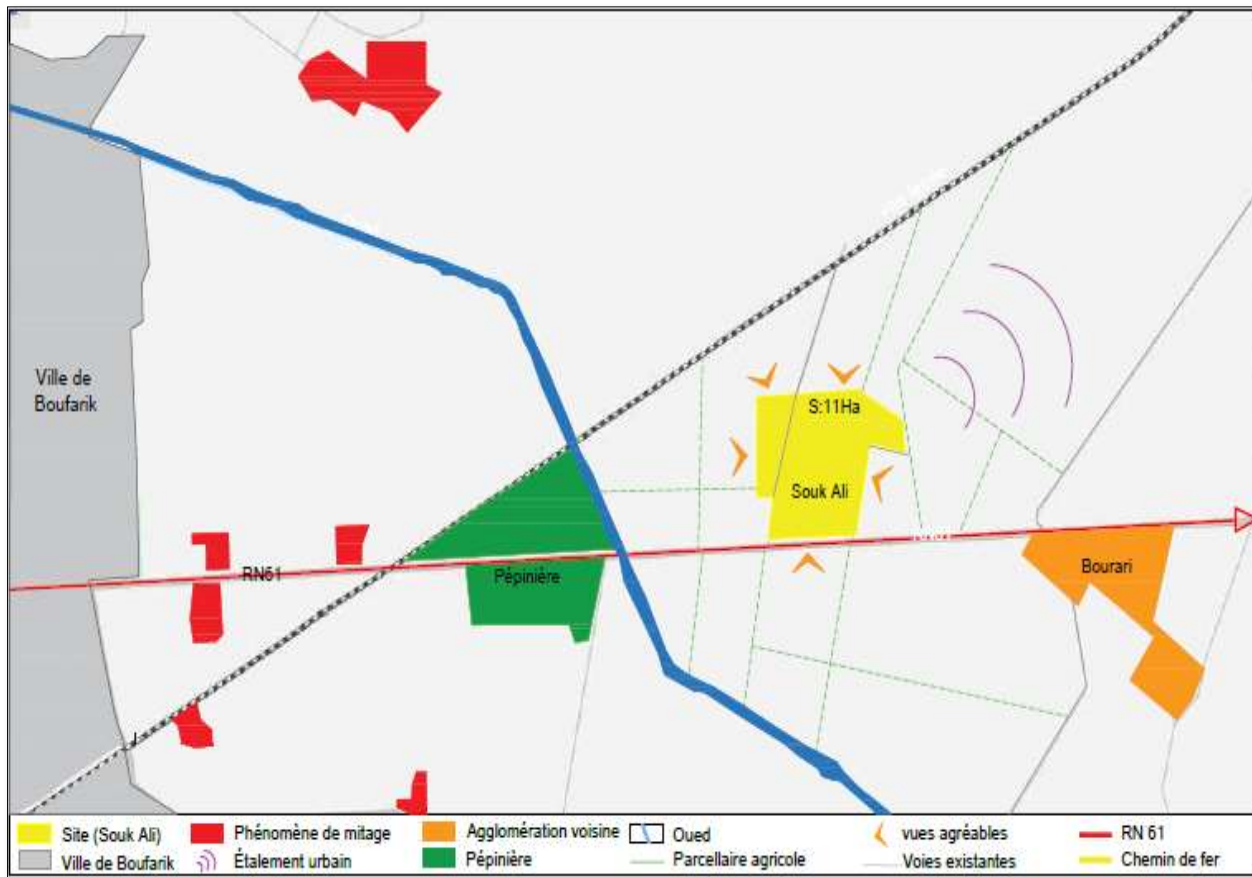 Ville de
Boufarik
S:11Ha
Souk Ali
RN61
Pépinière
RN61
Bourari
Site (Souk Ali)
Phénomène de mitage
Agglomération voisine
Oued
vues agréables
RN 61
Ville de Boufarik
Étalement urbain
Pépinière
Parcellaire agricole
Voies existantes
Chemin de fer